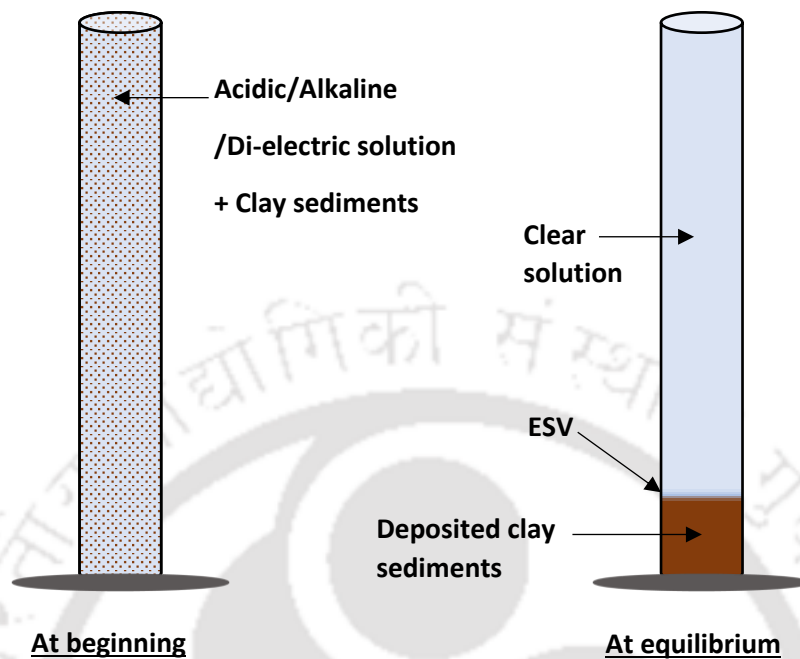 Acidic/Alkaline
/Di-electric solution
+ Clay sediments
Clear
solution
ESV
Deposited clay
sediments
At beginning
At equilibrium